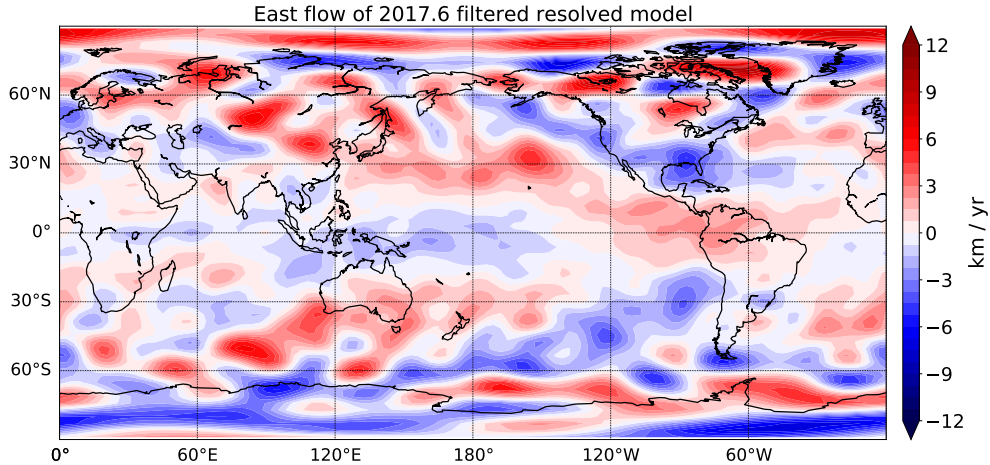 East flow of 2017.6 filtered resolved model
60°N
30°N
0°
30°S
60°S
0°
60°E
120°E
180°
120°W
60°W
12
9
6
3
0
−3
−6
−9
−12
km / yr